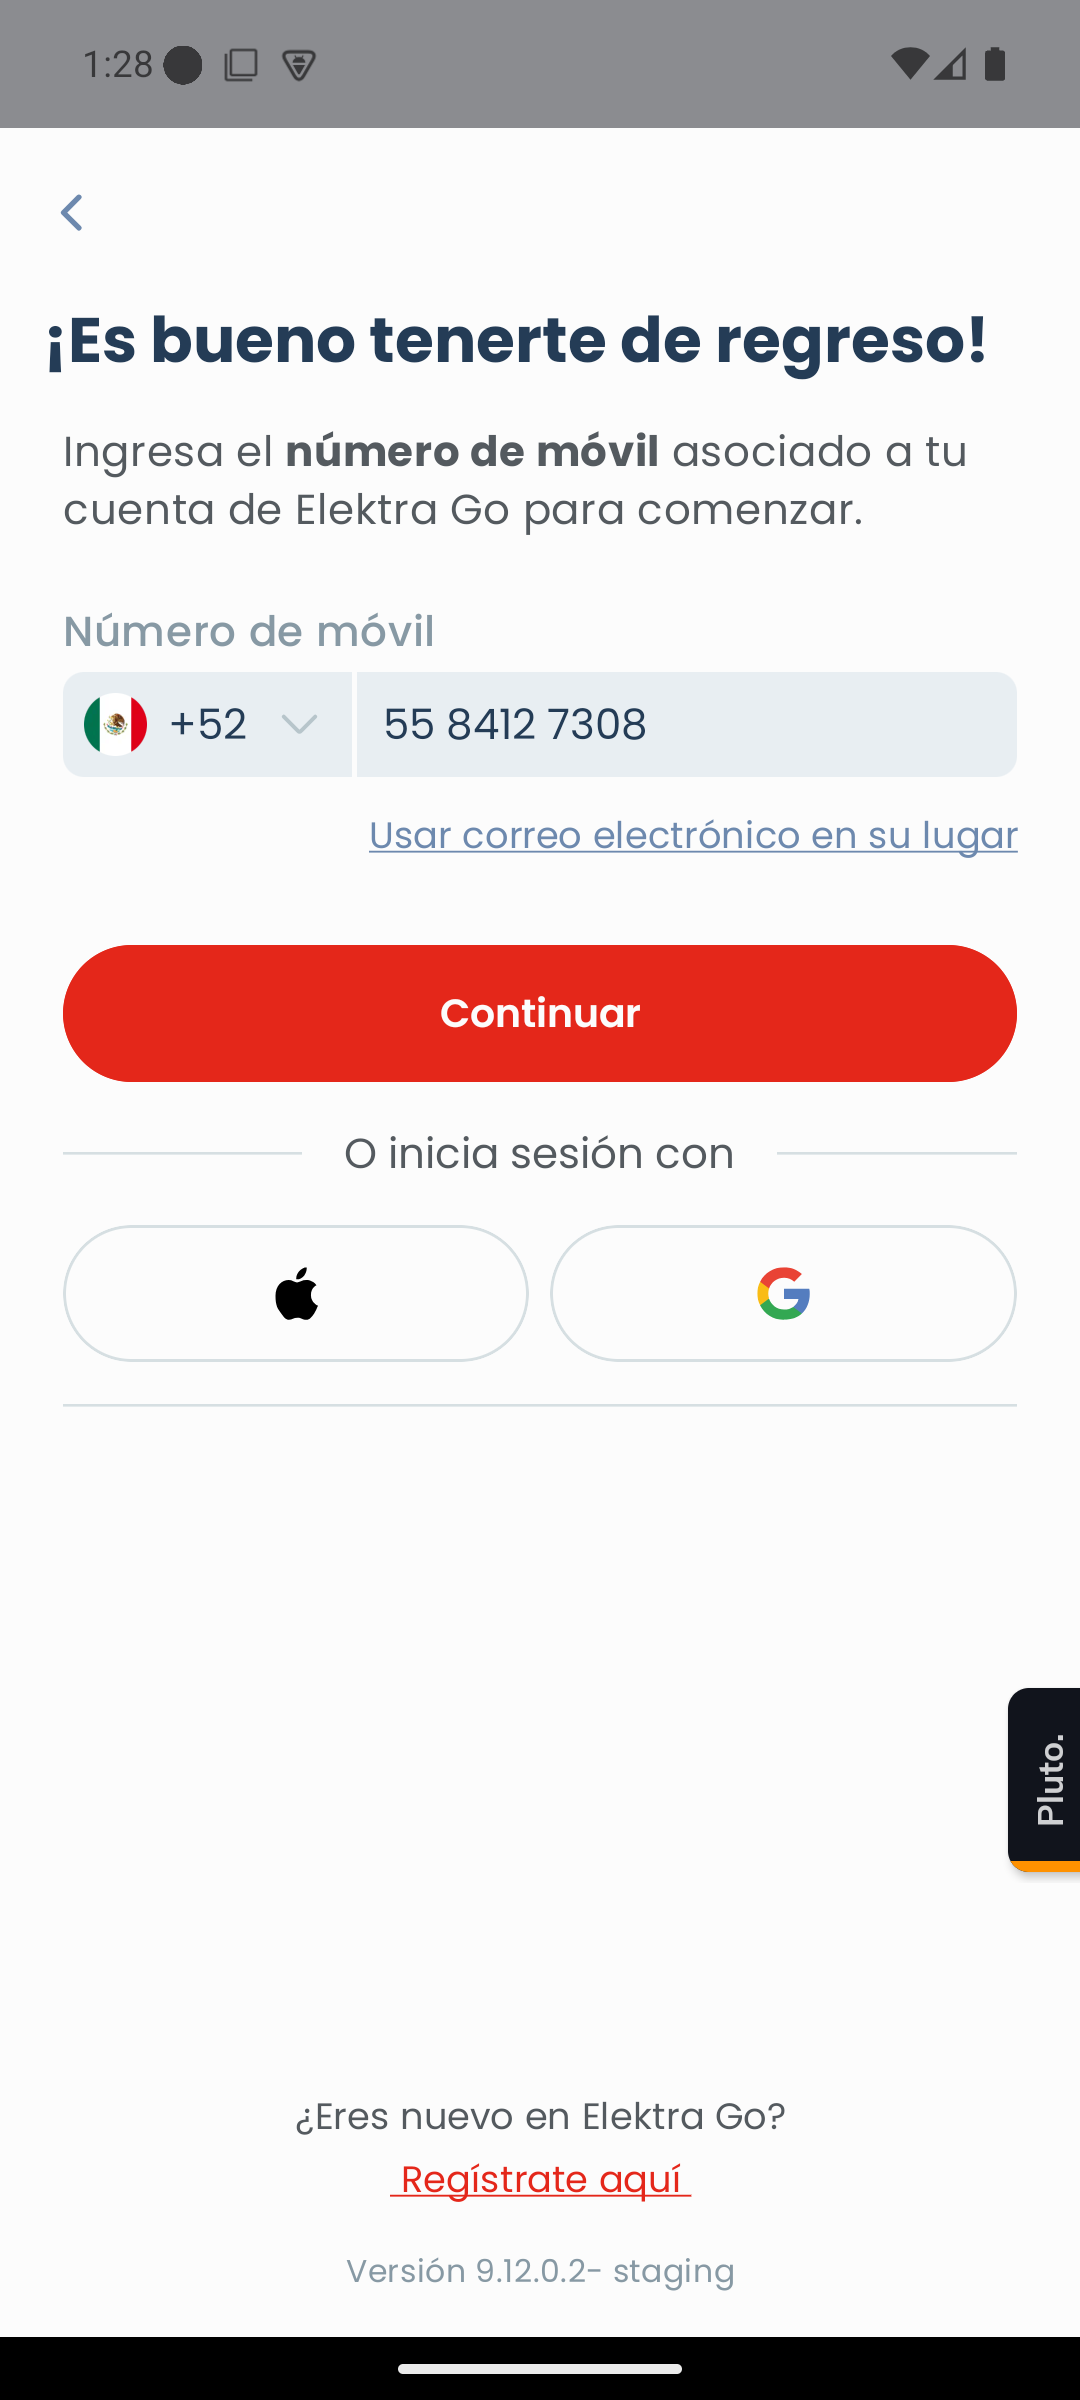 1:28
¡Es bueno tenerte de regreso!
Ingresa el número de móvil asociado a tu
cuenta de Elektra Go para comenzar.
Número de móvil
+52 55 8412 7308
Usar correo electrónico en su lugar
Continuar
O inicia sesión con
Pluto.
¿Eres nuevo en Elektra Go?
Regístrate aquí
Versión 9.12.0.2- staging